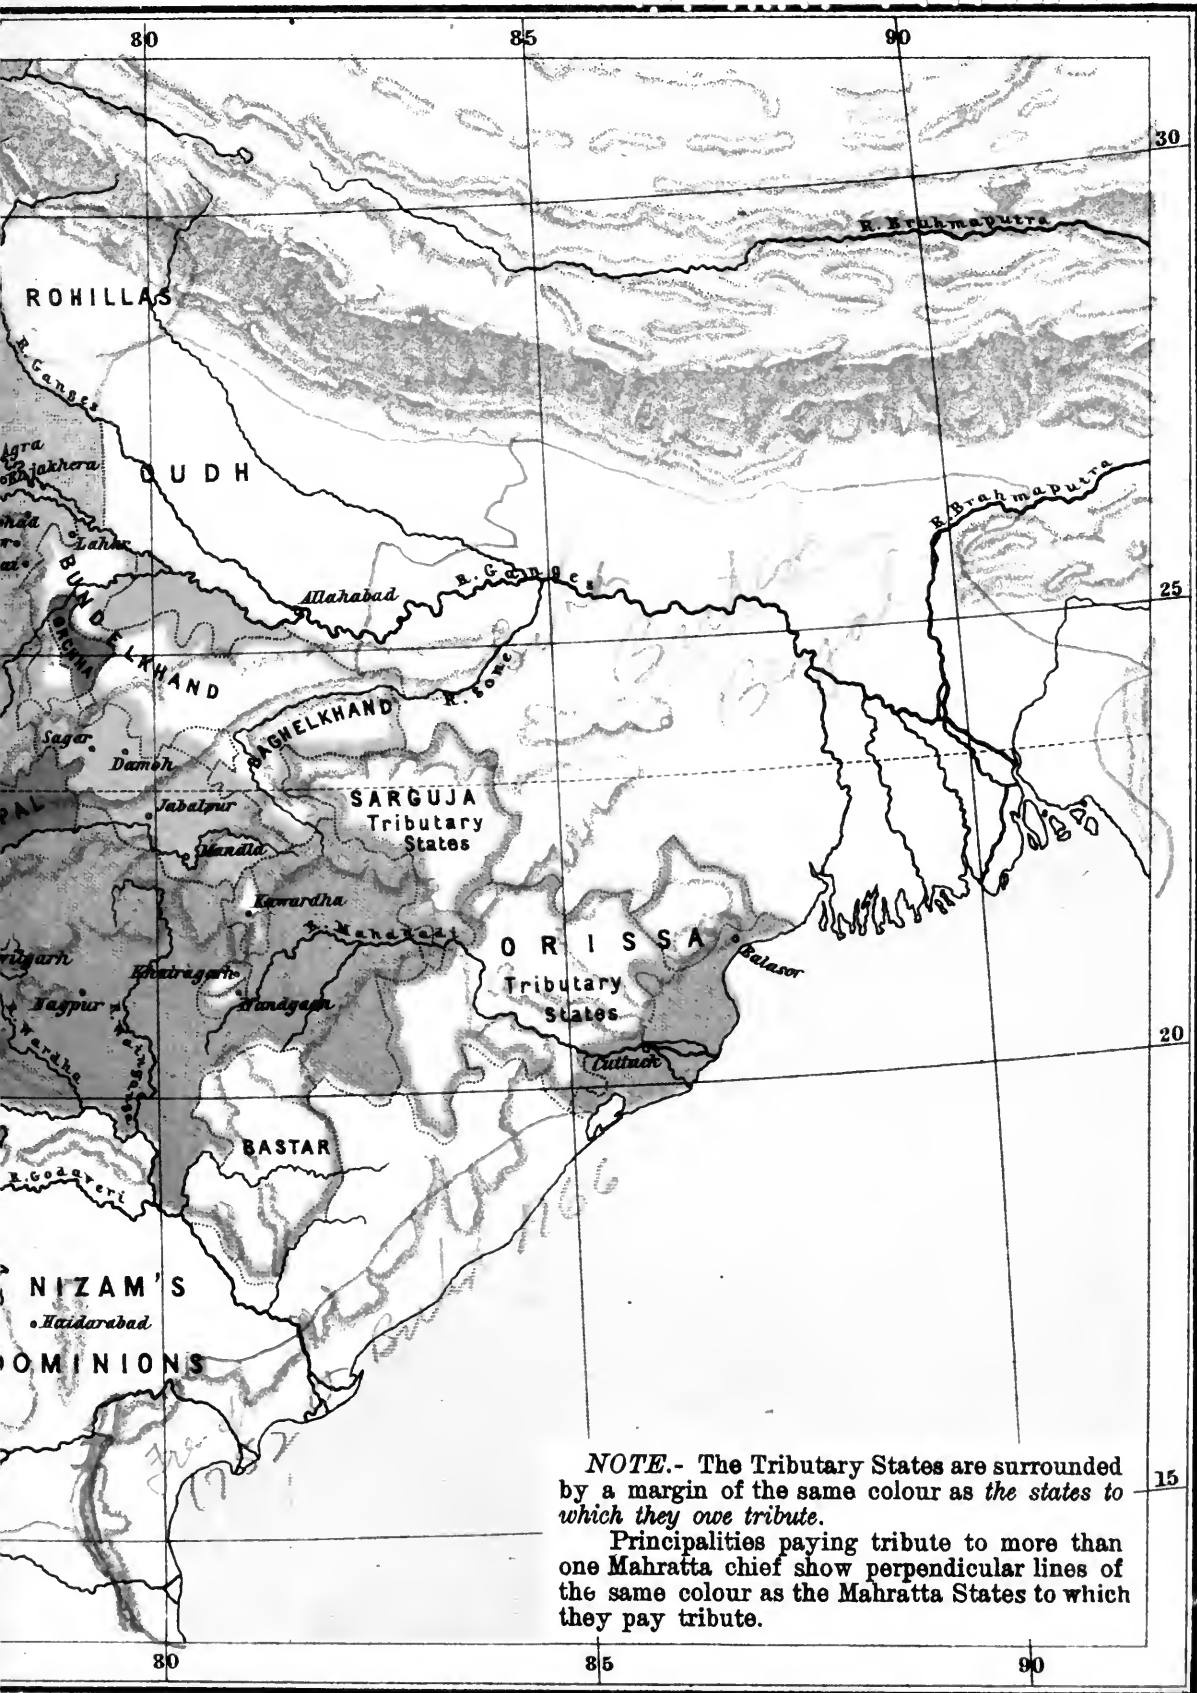 80 85 90
30
R. Brahmaputra
ROHILLAS
R. Ganges
Agra
OUDH
R. Brahmaputra
Lahar
25
Allahabad
R. Ganges
BUNDELKHAND
ORCHHA
R. Sone
BAGHELKHAND
Sagar
Damoh
SARGUJA
Tributary
States
PAL
Jabalpur
Mandla
Kawardha
R. Mahanadi
ORISSA
Balasor
Khairagarh
Tributary
States
Nagpur
Nandgaon
Wardha
20
Cuttack
BASTAR
R. Godaveri
NIZAM'S
Haidarabad
DOMINIONS
1766
NOTE.- The Tributary States are surrounded
by a margin of the same colour as the states to
which they owe tribute.
15
Principalities paying tribute to more than
one Mahratta chief show perpendicular lines of
the same colour as the Mahratta States to which
they pay tribute.
80 85 90